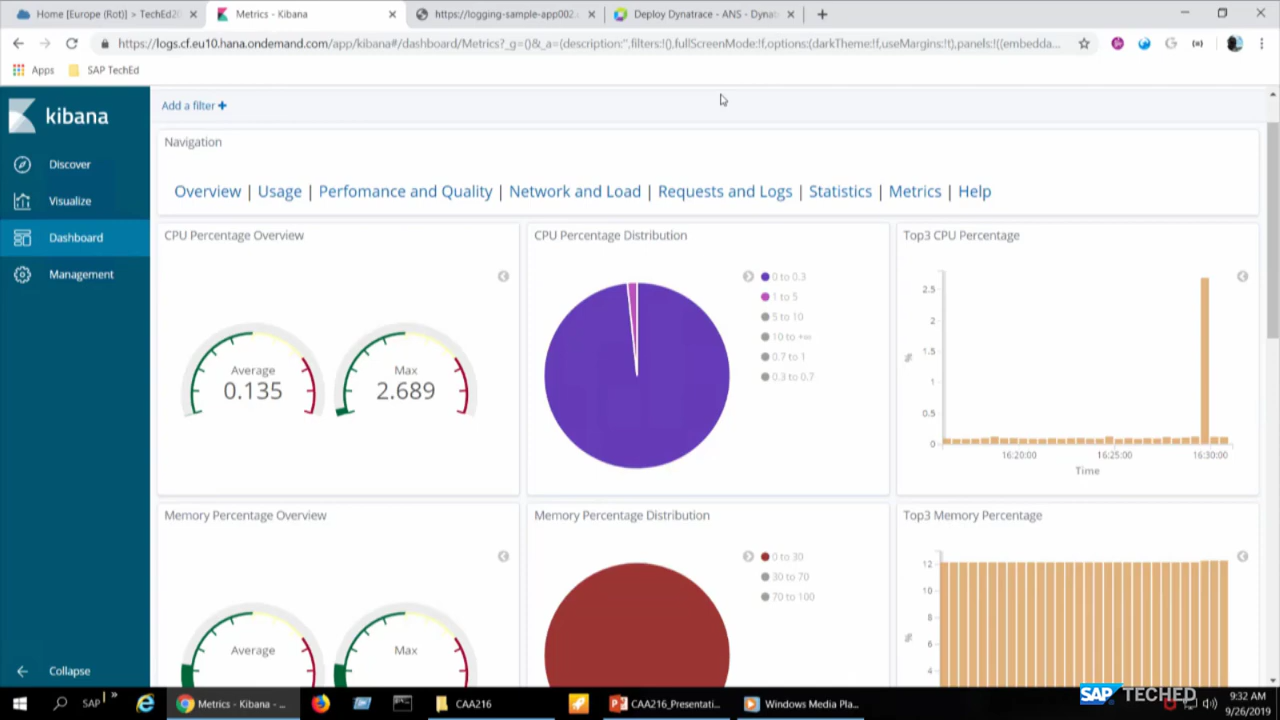 Home [Europe (Rot)] > TechEd2
Metrics - Kibana
https://logging-sample-app002.
Deploy Dynatrace - ANS - Dynat
https://logs.cf.eu10.hana.ondemand.com/app/kibana#/dashboard/Metrics?_g=()&_a=(description:'',filters:!(),fullScreenMode:!f,options:(darkTheme:!f,useMargins:!t),panels:!((embedda...
Apps
SAP TechEd
kibana
Discover
Visualize
Dashboard
Management
Collapse
Add a filter +
Navigation
Overview | Usage | Perfomance and Quality | Network and Load | Requests and Logs | Statistics | Metrics | Help
CPU Percentage Overview
Average
0.135
Max
2.689
CPU Percentage Distribution
0 to 0.3
1 to 5
5 to 10
10 to +∞
0.7 to 1
0.3 to 0.7
Top3 CPU Percentage
2.5
2
1.5
1
0.5
0
%
16:20:00
16:25:00
16:30:00
Time
Memory Percentage Overview
Average
Max
Memory Percentage Distribution
0 to 30
30 to 70
70 to 100
Top3 Memory Percentage
12
10
8
6
4
%
SAP
»
Metrics - Kibana - ...
CAA216
CAA216_Presentati...
Windows Media Pla...
SAP TECHED
9:32 AM
9/26/2019